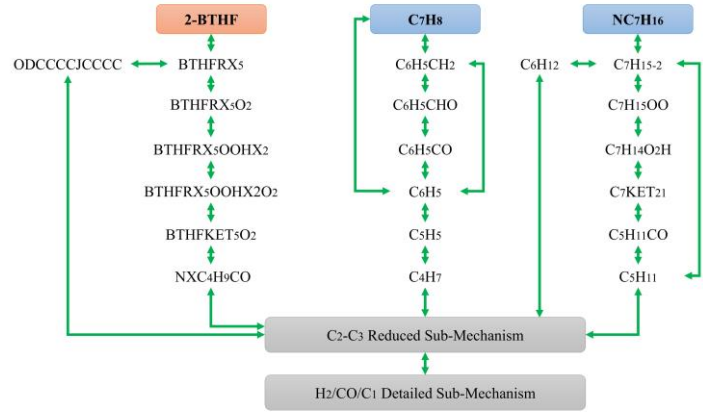 2-BTHF
C7H8
NC7H16
ODCCCCJCCCC
BTHFRX5
C6H5CH2
C6H12
C7H15-2
BTHFRX5O2
C6H5CHO
C7H15OO
BTHFRX5OOHX2
C6H5CO
C7H14O2H
BTHFRX5OOHX2O2
C6H5
C7KET21
BTHFKET5O2
C5H5
C5H11CO
NXC4H9CO
C4H7
C5H11
C2-C3 Reduced Sub-Mechanism
H2/CO/C1 Detailed Sub-Mechanism